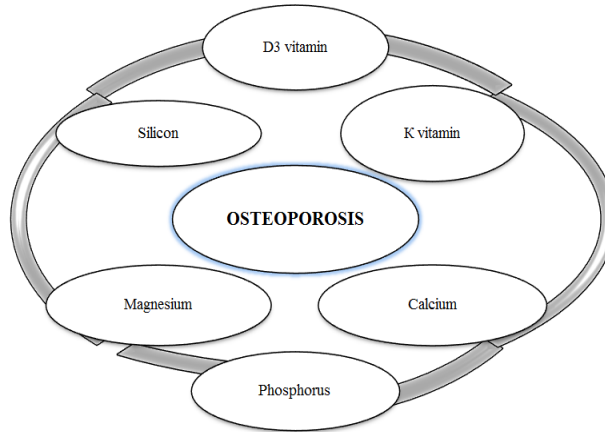 D3 vitamin
Silicon
K vitamin
OSTEOPOROSIS
Magnesium
Calcium
Phosphorus